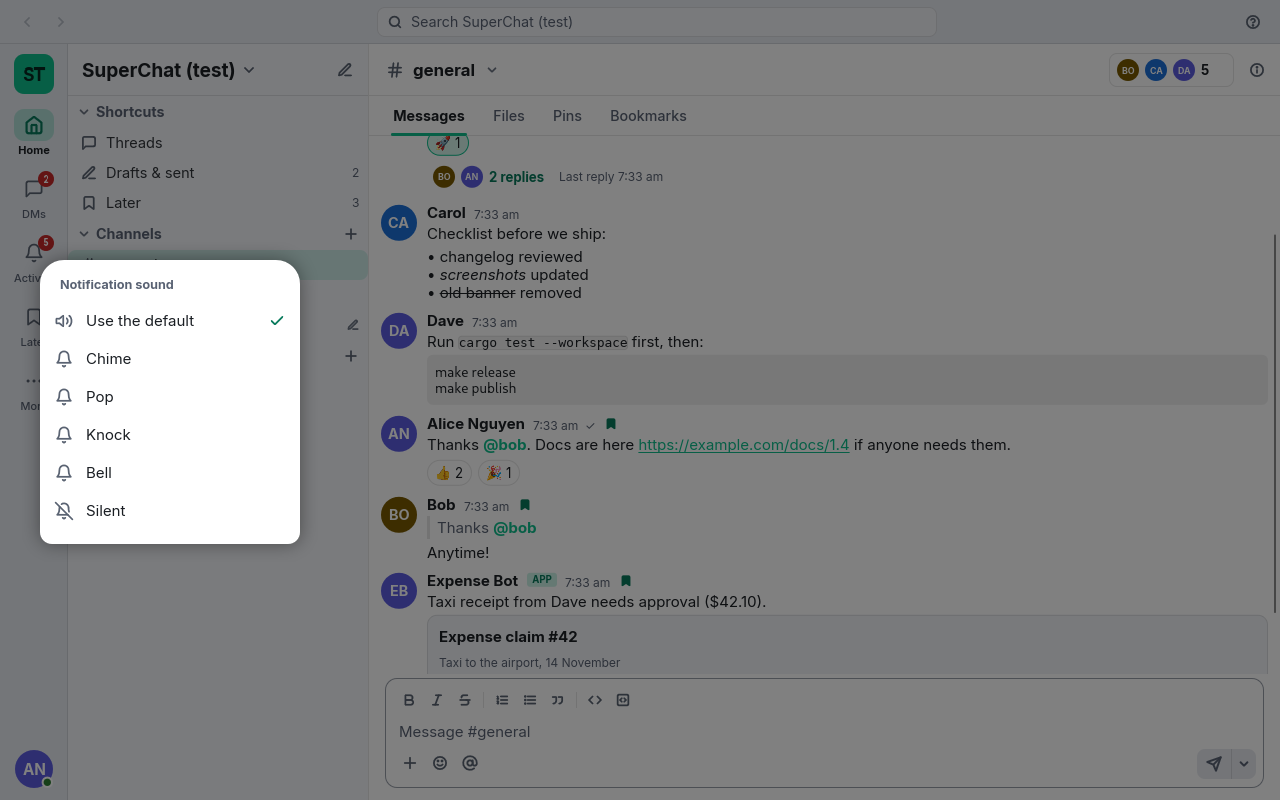 Search SuperChat (test)
ST
SuperChat (test)
general
BO CA DA 5
Home
Shortcuts
Threads
Drafts & sent 2
Later 3
Channels
2
DMs
5
Messages Files Pins Bookmarks
🚀 1
BO AN 2 replies Last reply 7:33 am
CA
Carol 7:33 am
Checklist before we ship:
• changelog reviewed
• screenshots updated
• old banner removed
DA
Dave 7:33 am
Run cargo test --workspace first, then:
make release
make publish
AN
Alice Nguyen 7:33 am
Thanks @bob. Docs are here https://example.com/docs/1.4 if anyone needs them.
👍 2 🎉 1
BO
Bob 7:33 am
Thanks @bob
Anytime!
EB
Expense Bot APP 7:33 am
Taxi receipt from Dave needs approval ($42.10).
Expense claim #42
Taxi to the airport, 14 November
Message #general
Notification sound
Use the default
Chime
Pop
Knock
Bell
Silent
AN